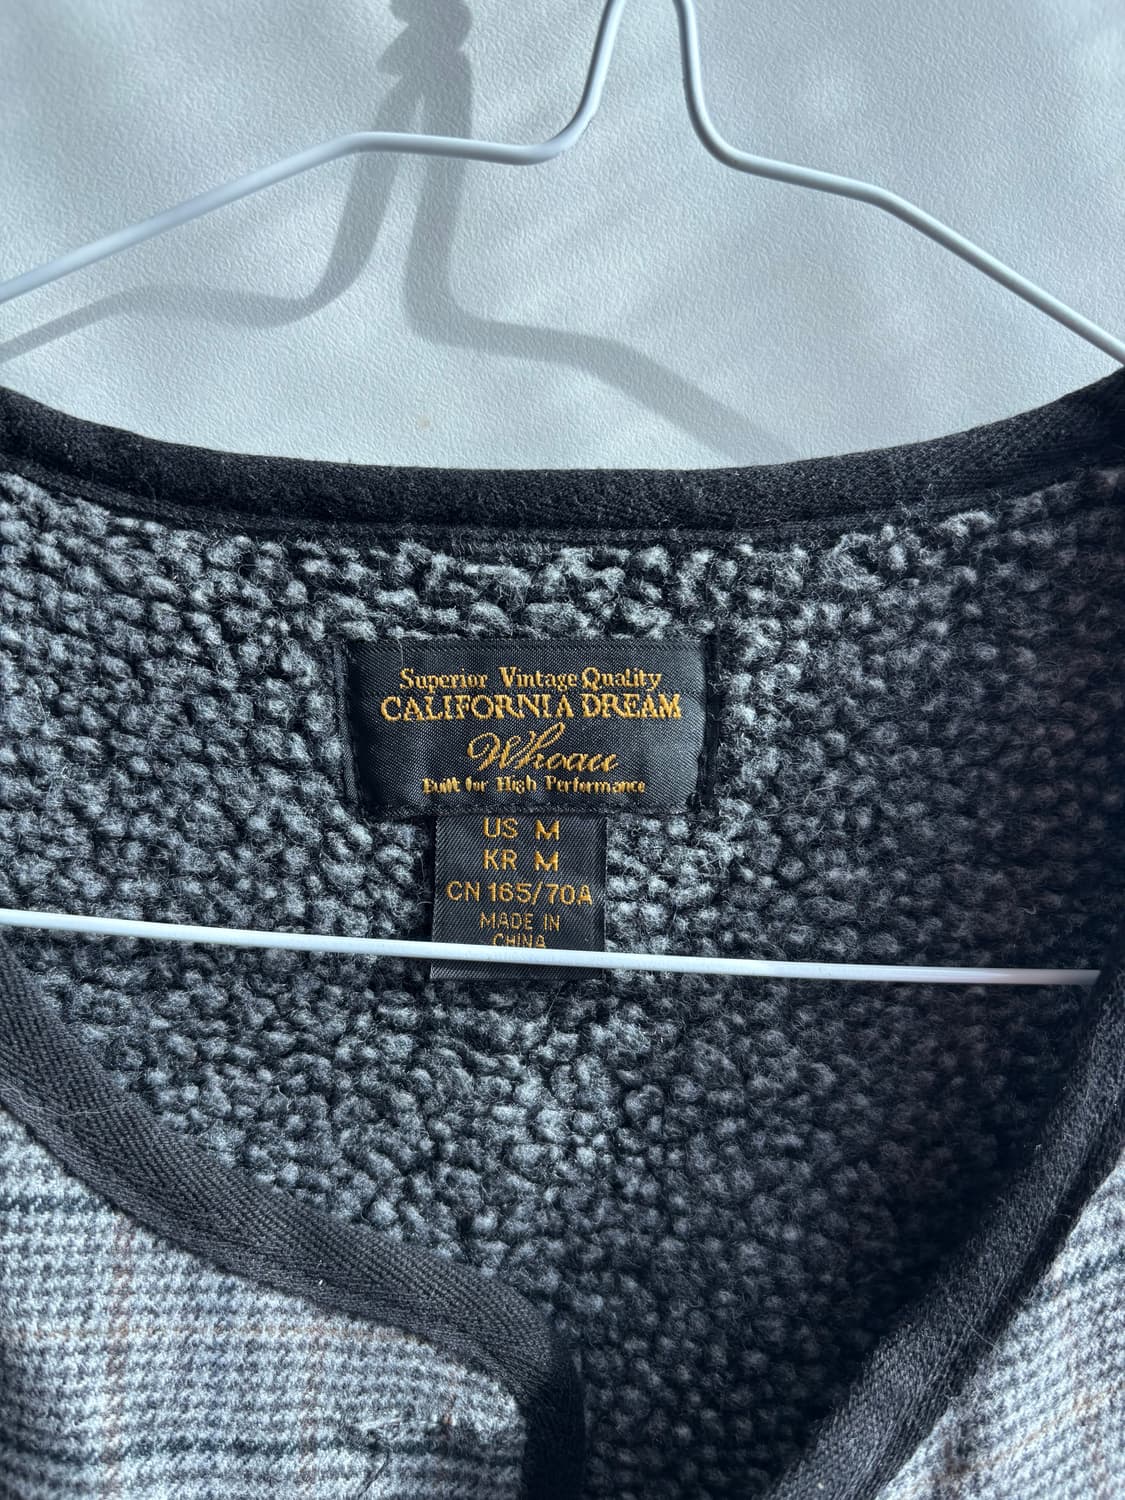 Superior Vintage Quality
CALIFORNIA DREAM
Whoau
Built for High Performance
US M
KR M
CN 165/70A
MADE IN
CHINA